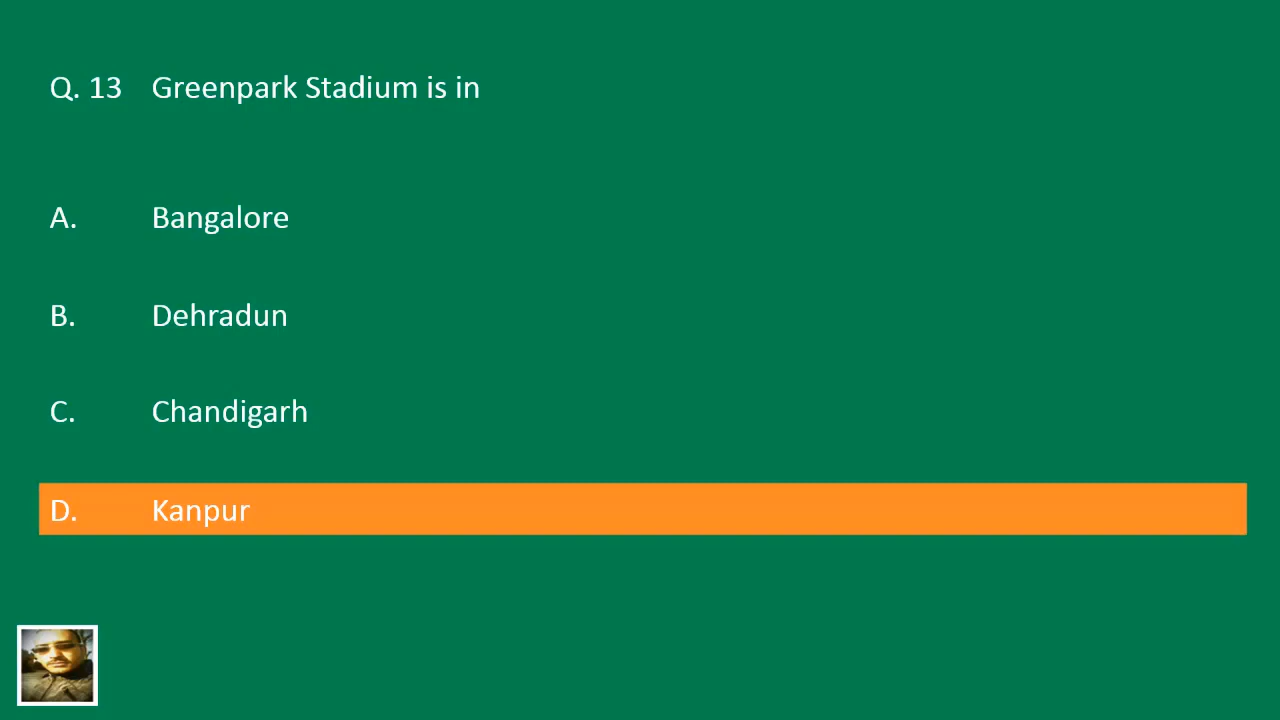 Q. 13 Greenpark Stadium is in
A. Bangalore
B. Dehradun
C. Chandigarh
D. Kanpur